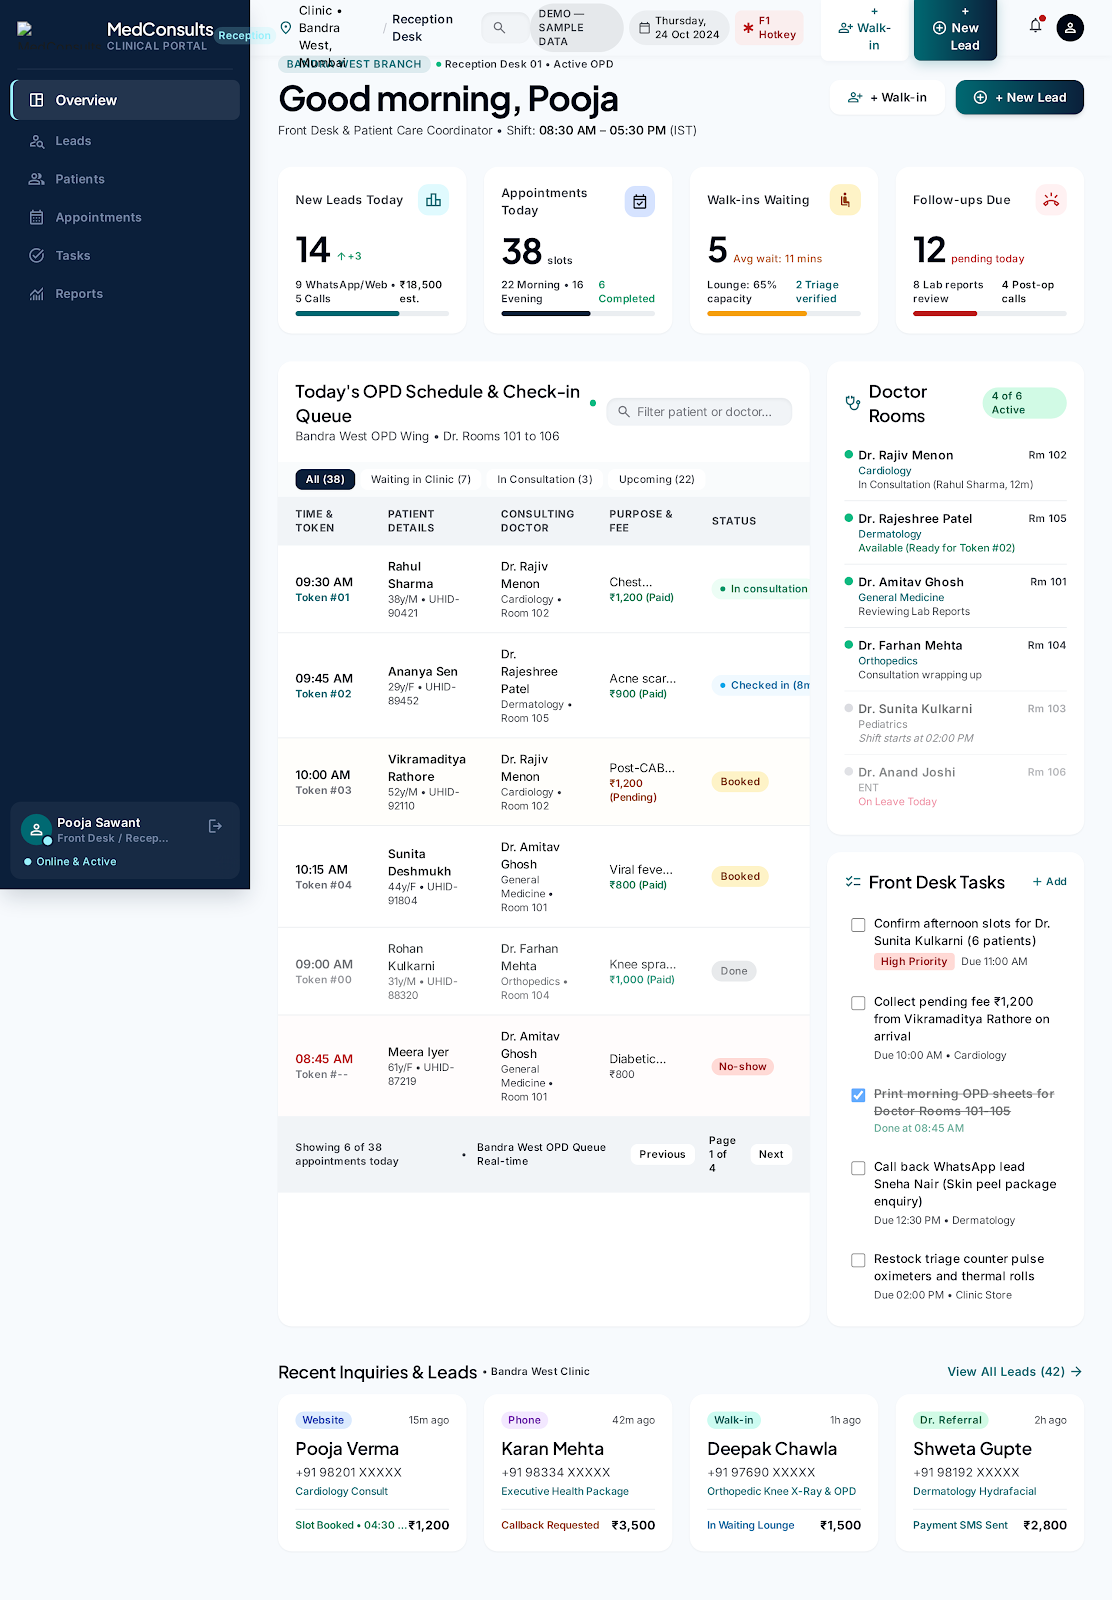 MedConsults
CLINICAL PORTAL
Reception
Overview
Leads
Patients
Appointments
Tasks
Reports
Pooja Sawant
Front Desk / Recep...
Online & Active
Clinic •
Bandra
West,
Mumbai
/
Reception
Desk
DEMO —
SAMPLE
DATA
Thursday,
24 Oct 2024
F1
Hotkey
+
Walk-
in
+
New
Lead
BANDRA WEST BRANCH
Reception Desk 01 • Active OPD
Good morning, Pooja
Front Desk & Patient Care Coordinator • Shift: 08:30 AM – 05:30 PM (IST)
+ Walk-in
+ New Lead
New Leads Today
14
+3
9 WhatsApp/Web •
5 Calls
₹18,500
est.
Appointments
Today
38 slots
22 Morning • 16
Evening
6
Completed
Walk-ins Waiting
5 Avg wait: 11 mins
Lounge: 65%
capacity
2 Triage
verified
Follow-ups Due
12 pending today
8 Lab reports
review
4 Post-op
calls
Today's OPD Schedule & Check-in
Queue
Bandra West OPD Wing • Dr. Rooms 101 to 106
Filter patient or doctor...
All (38)
Waiting in Clinic (7)
In Consultation (3)
Upcoming (22)
TIME &
TOKEN
PATIENT
DETAILS
CONSULTING
DOCTOR
PURPOSE &
FEE
STATUS
09:30 AM
Token #01
Rahul
Sharma
38y/M • UHID-
90421
Dr. Rajiv
Menon
Cardiology •
Room 102
Chest...
₹1,200 (Paid)
In consultation
09:45 AM
Token #02
Ananya Sen
29y/F • UHID-
89452
Dr.
Rajeshree
Patel
Dermatology •
Room 105
Acne scar...
₹900 (Paid)
Checked in (8m
10:00 AM
Token #03
Vikramaditya
Rathore
52y/M • UHID-
92110
Dr. Rajiv
Menon
Cardiology •
Room 102
Post-CAB...
₹1,200
(Pending)
Booked
10:15 AM
Token #04
Sunita
Deshmukh
44y/F • UHID-
91804
Dr. Amitav
Ghosh
General
Medicine •
Room 101
Viral feve...
₹800 (Paid)
Booked
09:00 AM
Token #00
Rohan
Kulkarni
31y/M • UHID-
88320
Dr. Farhan
Mehta
Orthopedics •
Room 104
Knee spra...
₹1,000 (Paid)
Done
08:45 AM
Token #--
Meera Iyer
61y/F • UHID-
87219
Dr. Amitav
Ghosh
General
Medicine •
Room 101
Diabetic...
₹800
No-show
Showing 6 of 38
appointments today
•
Bandra West OPD Queue
Real-time
Previous
Page
1 of
4
Next
Doctor
Rooms
4 of 6
Active
Dr. Rajiv Menon
Rm 102
Cardiology
In Consultation (Rahul Sharma, 12m)
Dr. Rajeshree Patel
Rm 105
Dermatology
Available (Ready for Token #02)
Dr. Amitav Ghosh
Rm 101
General Medicine
Reviewing Lab Reports
Dr. Farhan Mehta
Rm 104
Orthopedics
Consultation wrapping up
Dr. Sunita Kulkarni
Rm 103
Pediatrics
Shift starts at 02:00 PM
Dr. Anand Joshi
Rm 106
ENT
On Leave Today
Front Desk Tasks
+ Add
Confirm afternoon slots for Dr.
Sunita Kulkarni (6 patients)
High Priority
Due 11:00 AM
Collect pending fee ₹1,200
from Vikramaditya Rathore on
arrival
Due 10:00 AM • Cardiology
Print morning OPD sheets for
Doctor Rooms 101-105
Done at 08:45 AM
Call back WhatsApp lead
Sneha Nair (Skin peel package
enquiry)
Due 12:30 PM • Dermatology
Restock triage counter pulse
oximeters and thermal rolls
Due 02:00 PM • Clinic Store
Recent Inquiries & Leads • Bandra West Clinic
View All Leads (42)
Website
15m ago
Pooja Verma
+91 98201 XXXXX
Cardiology Consult
Slot Booked • 04:30 ...
₹1,200
Phone
42m ago
Karan Mehta
+91 98334 XXXXX
Executive Health Package
Callback Requested
₹3,500
Walk-in
1h ago
Deepak Chawla
+91 97690 XXXXX
Orthopedic Knee X-Ray & OPD
In Waiting Lounge
₹1,500
Dr. Referral
2h ago
Shweta Gupte
+91 98192 XXXXX
Dermatology Hydrafacial
Payment SMS Sent
₹2,800